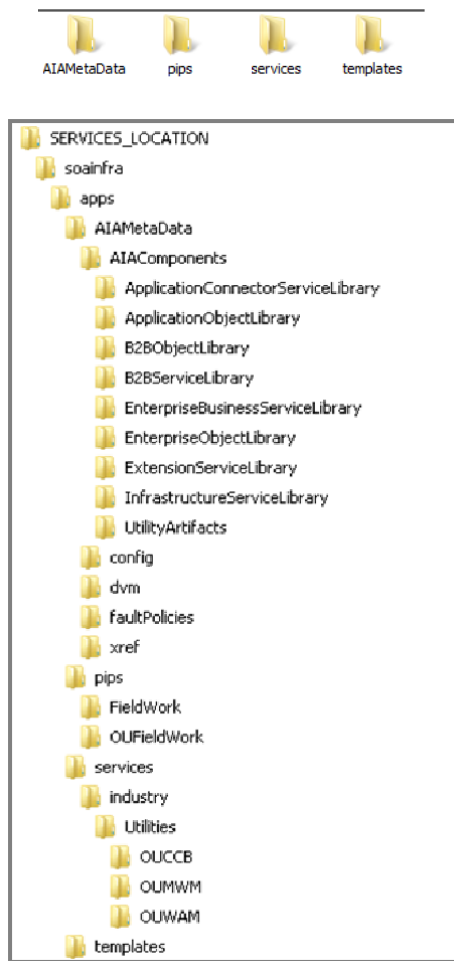 AIAMetaData pips services templates
SERVICES_LOCATION
soainfra
apps
AIAMetaData
AIAComponents
ApplicationConnectorServiceLibrary
ApplicationObjectLibrary
B2BObjectLibrary
B2BServiceLibrary
EnterpriseBusinessServiceLibrary
EnterpriseObjectLibrary
ExtensionServiceLibrary
InfrastructureServiceLibrary
UtilityArtifacts
config
dvm
faultPolicies
xref
pips
FieldWork
OUFieldWork
services
industry
Utilities
OUCCB
OUMWM
OUWAM
templates